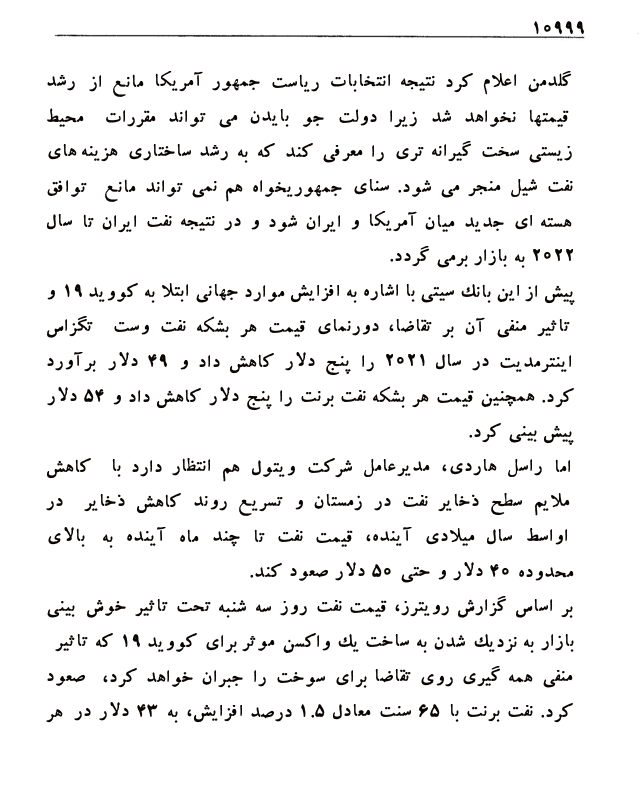 ۱۰۹۹۹
گلدمن اعلام کرد نتیجه انتخابات ریاست جمهور آمریکا مانع از رشد
قیمتها نخواهد شد زیرا دولت جو بایدن می تواند مقررات محیط
زیستی سخت گیرانه تری را معرفی کند که به رشد ساختاری هزینه های
نفت شیل منجر می شود. سنای جمهوریخواه هم نمی تواند مانع توافق
هسته ای جدید میان آمریکا و ایران شود و در نتیجه نفت ایران تا سال
۲۰۲۲ به بازار برمی گردد.
پیش از این بانک سیتی با اشاره به افزایش موارد جهانی ابتلا به کووید ۱۹ و
تاثیر منفی آن بر تقاضا، دورنمای قیمت هر بشکه نفت وست تگزاس
اینترمدیت در سال ۲۰۲۱ را پنج دلار کاهش داد و ۴۹ دلار برآورد
کرد. همچنین قیمت هر بشکه نفت برنت را پنج دلار کاهش داد و ۵۴ دلار
پیش بینی کرد.
اما راسل هاردی، مدیرعامل شرکت ویتول هم انتظار دارد با کاهش
ملایم سطح ذخایر نفت در زمستان و تسریع روند کاهش ذخایر در
اواسط سال میلادی آینده، قیمت نفت تا چند ماه آینده به بالای
محدوده ۴۰ دلار و حتی ۵۰ دلار صعود کند.
بر اساس گزارش رویترز، قیمت نفت روز سه شنبه تحت تاثیر خوش بینی
بازار به نزدیک شدن به ساخت یک واکسن موثر برای کووید ۱۹ که تاثیر
منفی همه گیری روی تقاضا برای سوخت را جبران خواهد کرد، صعود
کرد. نفت برنت با ۶۵ سنت معادل ۱.۵ درصد افزایش، به ۴۳ دلار در هر